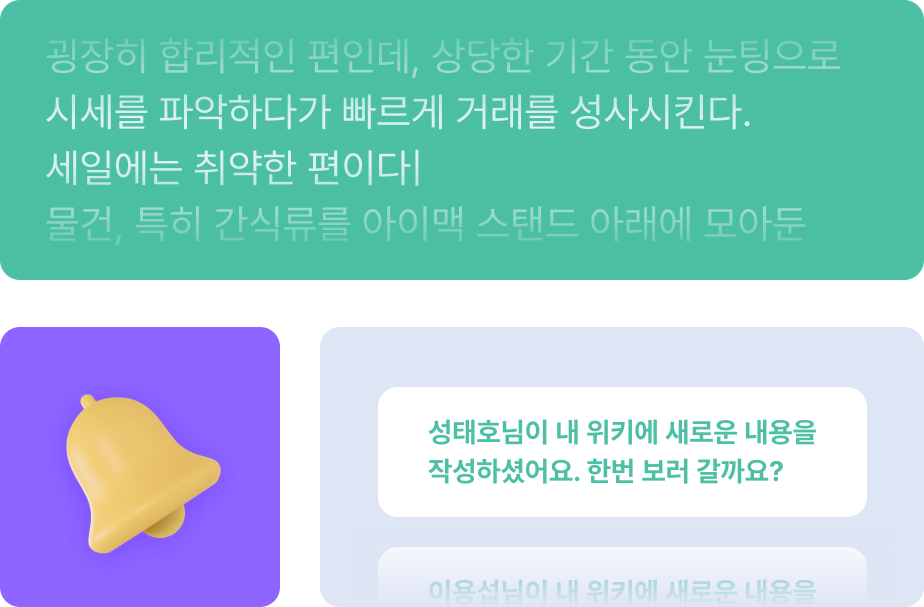 굉장히 합리적인 편인데, 상당한 기간 동안 눈팅으로
시세를 파악하다가 빠르게 거래를 성사시킨다.
세일에는 취약한 편이다|
물건, 특히 간식류를 아이맥 스탠드 아래에 모아둔
성태호님이 내 위키에 새로운 내용을
작성하셨어요. 한번 보러 갈까요?
이용섭님이 내 위키에 새로운 내용을